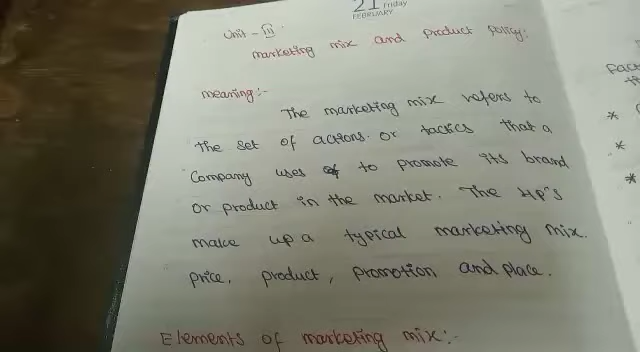 21 Friday
FEBRUARY
Unit - III
marketing mix and product policy:
meaning:-
The marketing mix refers to
the set of actions or tactics that a
Company uses to promote its brand
or product in the market. The 4p's
make up a typical marketing mix.
price, product, promotion and place.
Elements of marketing mix:-
*
*
*